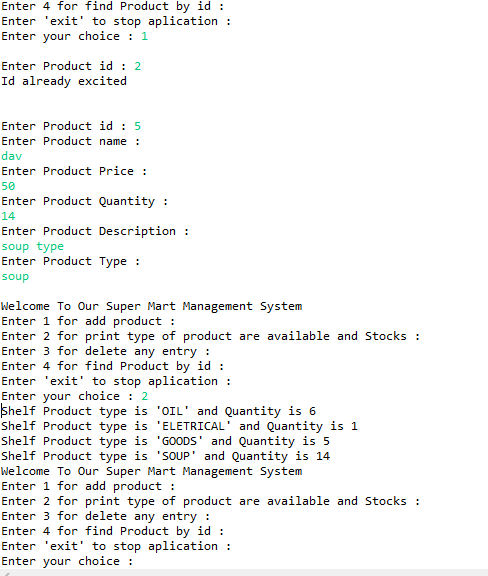 Enter 4 for find Product by id :
Enter 'exit' to stop aplication :
Enter your choice : 1
Enter Product id : 2
Id already excited
Enter Product id : 5
Enter Product name :
dav
Enter Product Price :
50
Enter Product Quantity :
14
Enter Product Description :
soup type
Enter Product Type :
soup
Welcome To Our Super Mart Management System
Enter 1 for add product :
Enter 2 for print type of product are available and Stocks :
Enter 3 for delete any entry :
Enter 4 for find Product by id :
Enter 'exit' to stop aplication :
Enter your choice : 2
Shelf Product type is 'OIL' and Quantity is 6
Shelf Product type is 'ELETRICAL' and Quantity is 1
Shelf Product type is 'GOODS' and Quantity is 5
Shelf Product type is 'SOUP' and Quantity is 14
Welcome To Our Super Mart Management System
Enter 1 for add product :
Enter 2 for print type of product are available and Stocks :
Enter 3 for delete any entry :
Enter 4 for find Product by id :
Enter 'exit' to stop aplication :
Enter your choice :